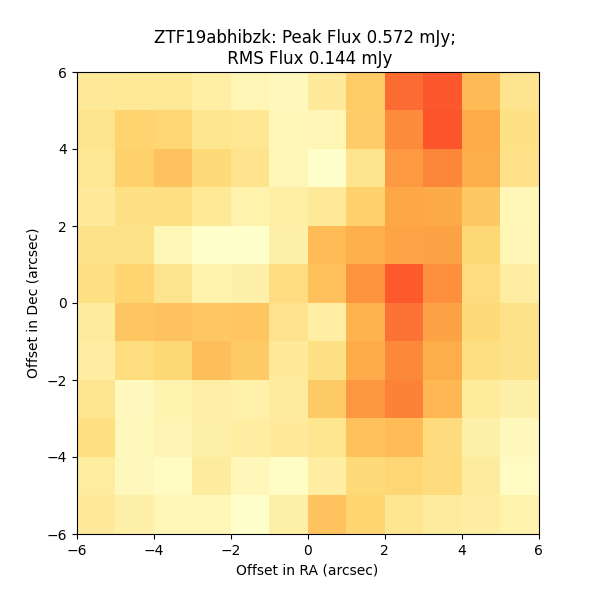 ZTF19abhibzk: Peak Flux 0.572 mJy;
RMS Flux 0.144 mJy
6
4
2
0
−2
−4
−6
Offset in Dec (arcsec)
−6 −4 −2 0 2 4 6
Offset in RA (arcsec)